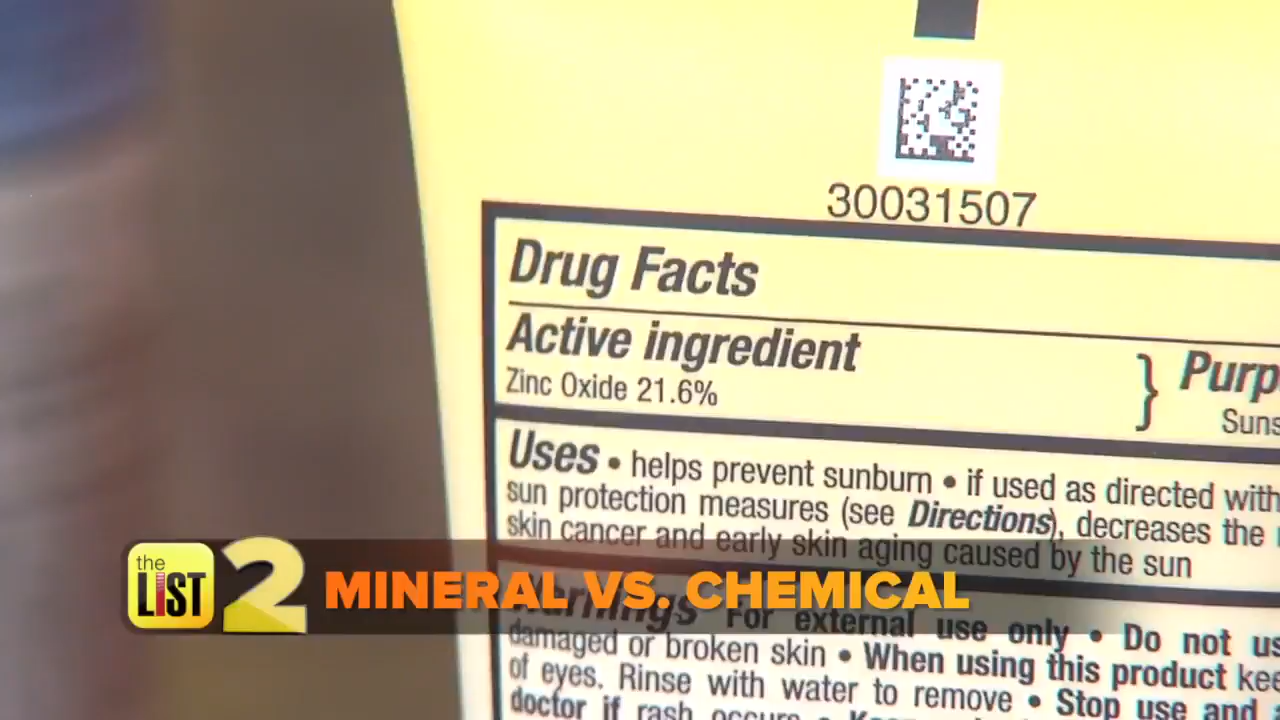 30031507
Drug Facts
Active ingredient
Purp
Zinc Oxide 21.6%
Suns
Uses • helps prevent sunburn • if used as directed with
sun protection measures (see Directions), decreases the
skin cancer and early skin aging caused by the sun
the
LIST
2
MINERAL VS. CHEMICAL
Warnings For external use only • Do not us
damaged or broken skin • When using this product kee
of eyes. Rinse with water to remove • Stop use and a
doctor if rash occurs •